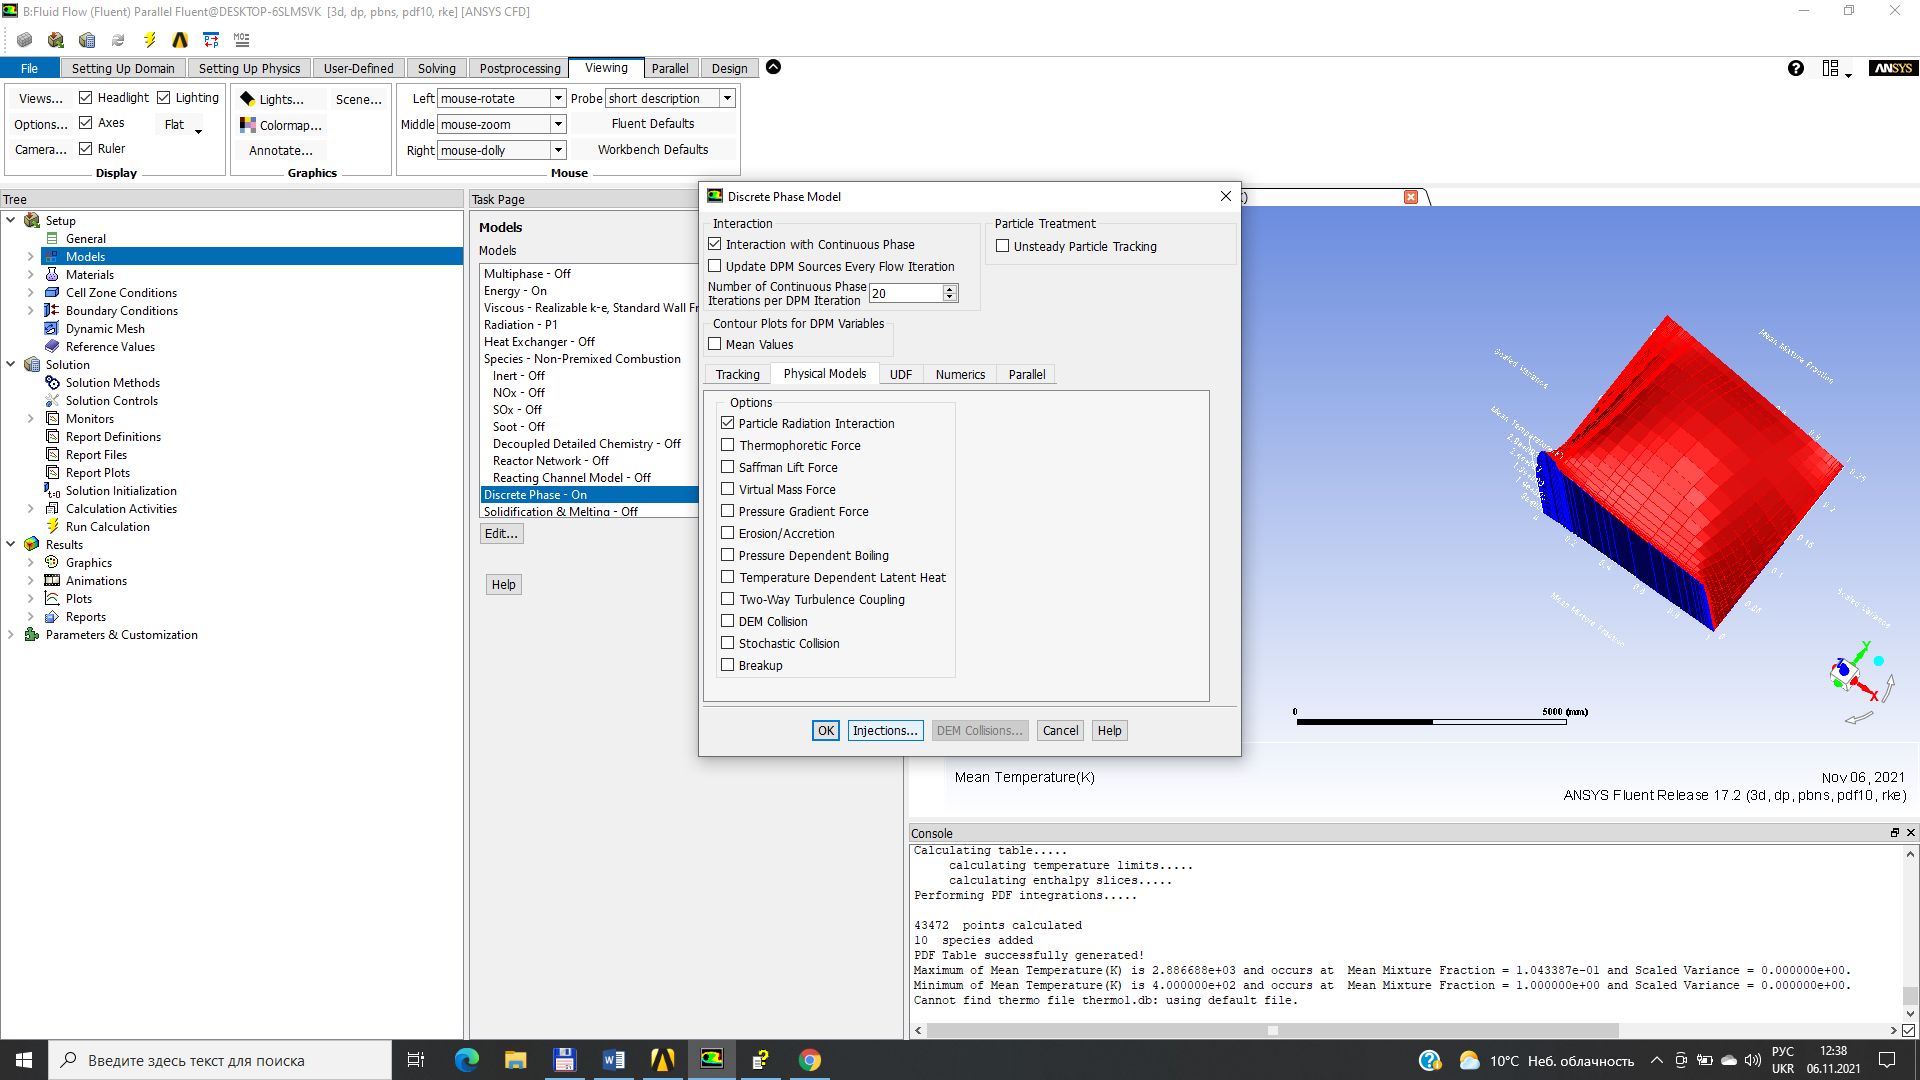 B:Fluid Flow (Fluent) Parallel Fluent@DESKTOP-6SLMSVK [3d, dp, pbns, pdf10, rke] [ANSYS CFD]
File Setting Up Domain Setting Up Physics User-Defined Solving Postprocessing Viewing Parallel Design ANSYS
Views... Headlight Lighting
Options... Axes Flat
Camera... Ruler
Display
Lights... Scene...
Colormap...
Annotate...
Graphics
Left mouse-rotate Probe short description
Middle mouse-zoom Fluent Defaults
Right mouse-dolly Workbench Defaults
Mouse
Tree
Setup
General
Models
Materials
Cell Zone Conditions
Boundary Conditions
Dynamic Mesh
Reference Values
Solution
Solution Methods
Solution Controls
Monitors
Report Definitions
Report Files
Report Plots
Solution Initialization
Calculation Activities
Run Calculation
Results
Graphics
Animations
Plots
Reports
Parameters & Customization
Task Page
Models
Models
Multiphase - Off
Energy - On
Viscous - Realizable k-e, Standard Wall Fr
Radiation - P1
Heat Exchanger - Off
Species - Non-Premixed Combustion
Inert - Off
NOx - Off
SOx - Off
Soot - Off
Decoupled Detailed Chemistry - Off
Reactor Network - Off
Reacting Channel Model - Off
Discrete Phase - On
Solidification & Melting - Off
Edit...
Help
Discrete Phase Model
Interaction
Interaction with Continuous Phase
Update DPM Sources Every Flow Iteration
Number of Continuous Phase
Iterations per DPM Iteration 20
Particle Treatment
Unsteady Particle Tracking
Contour Plots for DPM Variables
Mean Values
Tracking Physical Models UDF Numerics Parallel
Options
Particle Radiation Interaction
Thermophoretic Force
Saffman Lift Force
Virtual Mass Force
Pressure Gradient Force
Erosion/Accretion
Pressure Dependent Boiling
Temperature Dependent Latent Heat
Two-Way Turbulence Coupling
DEM Collision
Stochastic Collision
Breakup
OK Injections... DEM Collisions... Cancel Help
Scaled Variance
Mean Mixture Fraction
Mean Mixture Fraction
Scaled Variance
Y
Z
X
0 5000 (mm)
Mean Temperature(K)
Nov 06, 2021
ANSYS Fluent Release 17.2 (3d, dp, pbns, pdf10, rke)
Console
Calculating table.....
calculating temperature limits.....
calculating enthalpy slices.....
Performing PDF integrations.....
43472 points calculated
10 species added
PDF Table successfully generated!
Maximum of Mean Temperature(K) is 2.886688e+03 and occurs at Mean Mixture Fraction = 1.043387e-01 and Scaled Variance = 0.000000e+00.
Minimum of Mean Temperature(K) is 4.000000e+02 and occurs at Mean Mixture Fraction = 1.000000e+00 and Scaled Variance = 0.000000e+00.
Cannot find thermo file thermo1.db: using default file.
Введите здесь текст для поиска
10°C Неб. облачность
РУС
UKR
12:38
06.11.2021